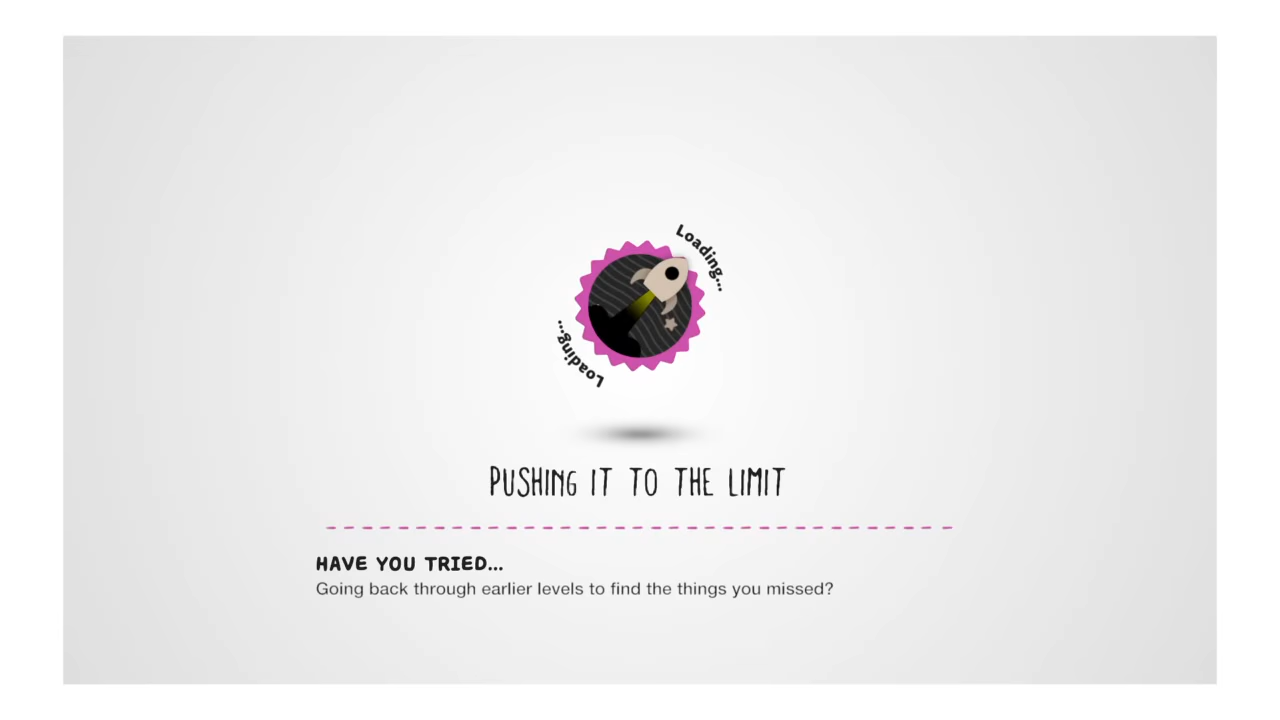 Loading...
Loading...
PUSHING IT TO THE LIMIT
HAVE YOU TRIED...
Going back through earlier levels to find the things you missed?